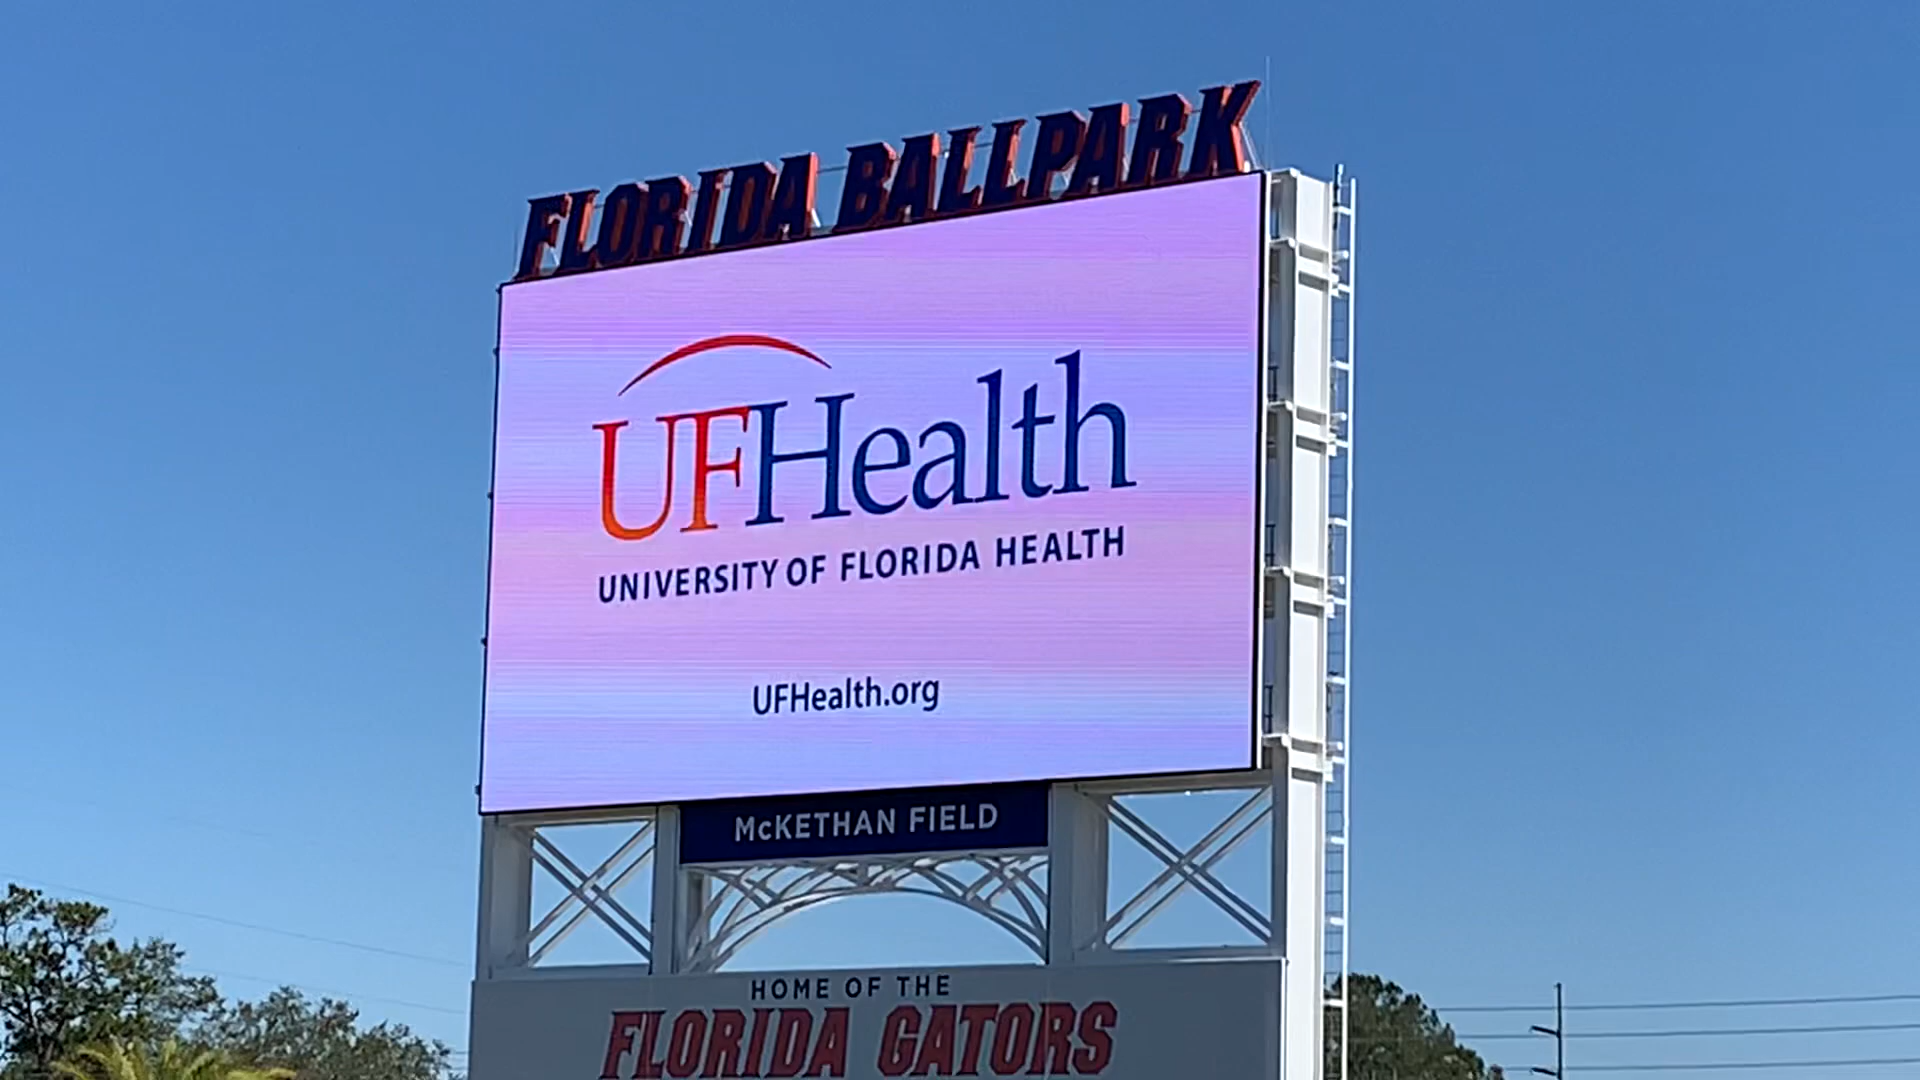 FLORIDA BALLPARK
UFHealth
UNIVERSITY OF FLORIDA HEALTH
UFHealth.org
McKETHAN FIELD
HOME OF THE
FLORIDA GATORS